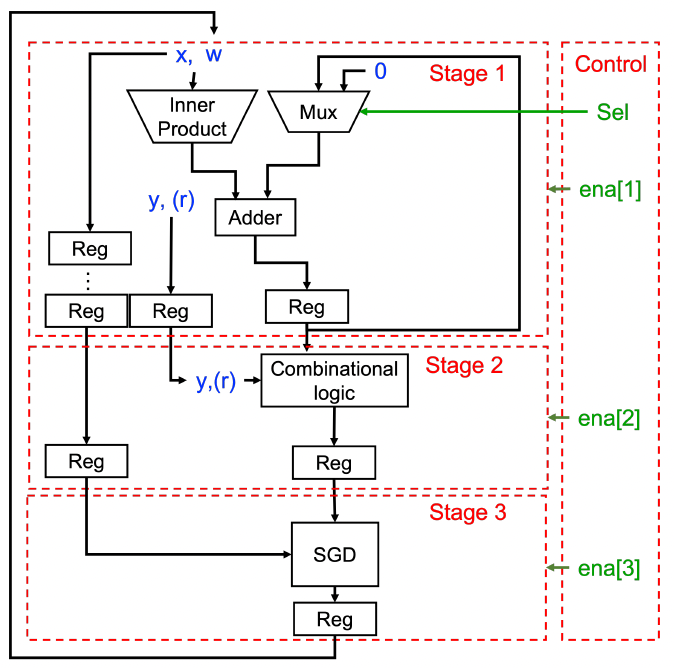 x, w
0
Stage 1
Control
Inner
Product
Mux
Sel
y, (r)
Adder
ena[1]
Reg
⋮
Reg
Reg
Reg
Stage 2
Combinational
logic
y,(r)
ena[2]
Reg
Reg
Stage 3
SGD
ena[3]
Reg